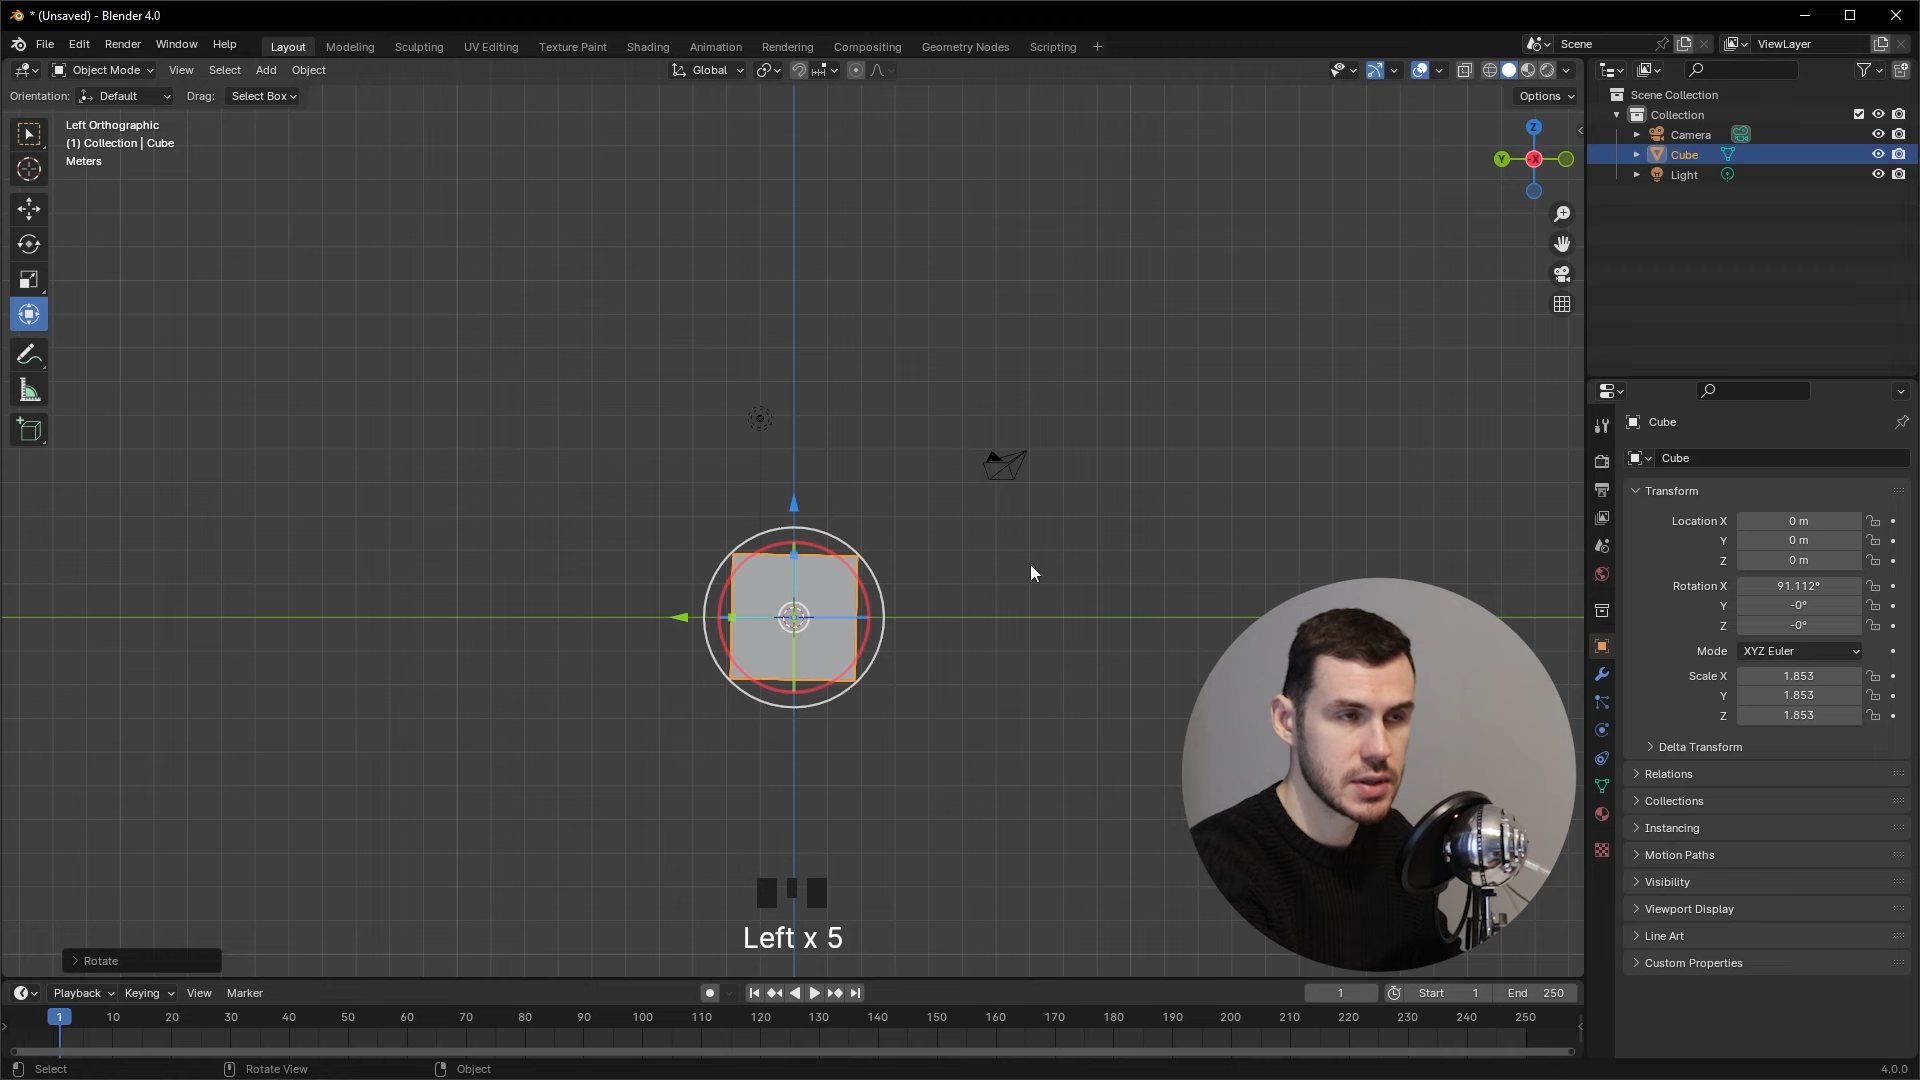 * (Unsaved) - Blender 4.0
File Edit Render Window Help Layout Modeling Sculpting UV Editing Texture Paint Shading Animation Rendering Compositing Geometry Nodes Scripting + Scene ViewLayer
Object Mode View Select Add Object Global
Orientation: Default Drag: Select Box Options
Left Orthographic
(1) Collection | Cube
Meters
Z
Y
-X
Scene Collection
Collection
Camera
Cube
Light
Cube
Cube
Transform
Location X 0 m
Y 0 m
Z 0 m
Rotation X 91.112°
Y -0°
Z -0°
Mode XYZ Euler
Scale X 1.853
Y 1.853
Z 1.853
Delta Transform
Relations
Collections
Instancing
Motion Paths
Visibility
Viewport Display
Line Art
Custom Properties
Left x 5
Rotate
Playback Keying View Marker 1 Start 1 End 250
1 10 20 30 40 50 60 70 80 90 100 110 120 130 140 150 160 170 180 190 200 210 220 230 240 250
Select Rotate View Object 4.0.0